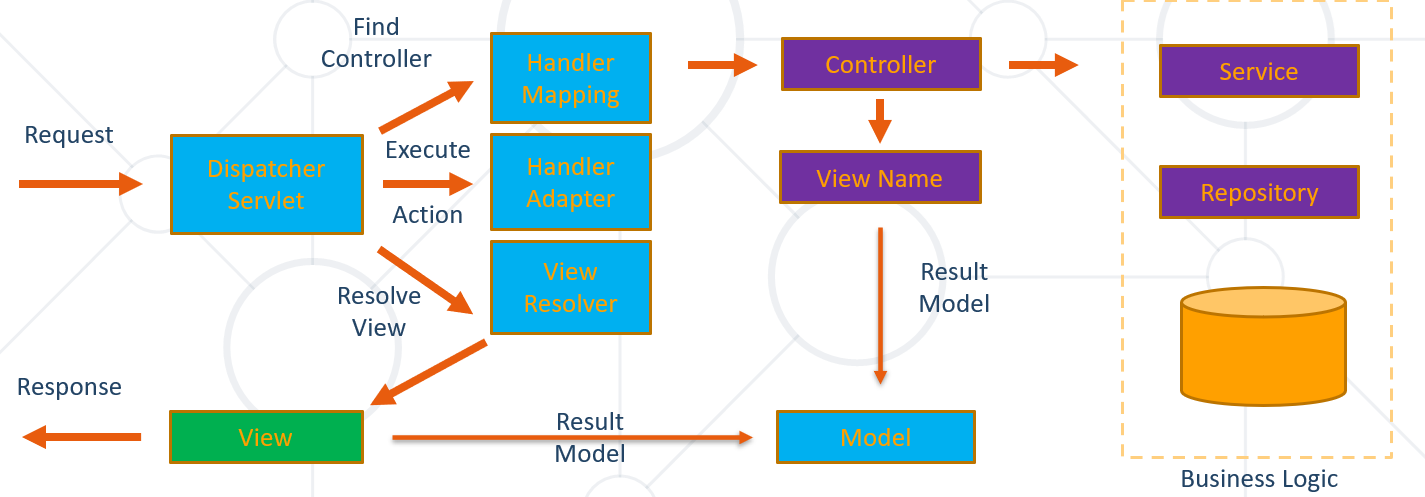 Find
Controller
Handler
Mapping
Controller
Service
Request
Dispatcher
Servlet
Execute
Action
Handler
Adapter
View Name
Repository
Resolve
View
View
Resolver
Result
Model
Response
View
Result
Model
Model
Business Logic